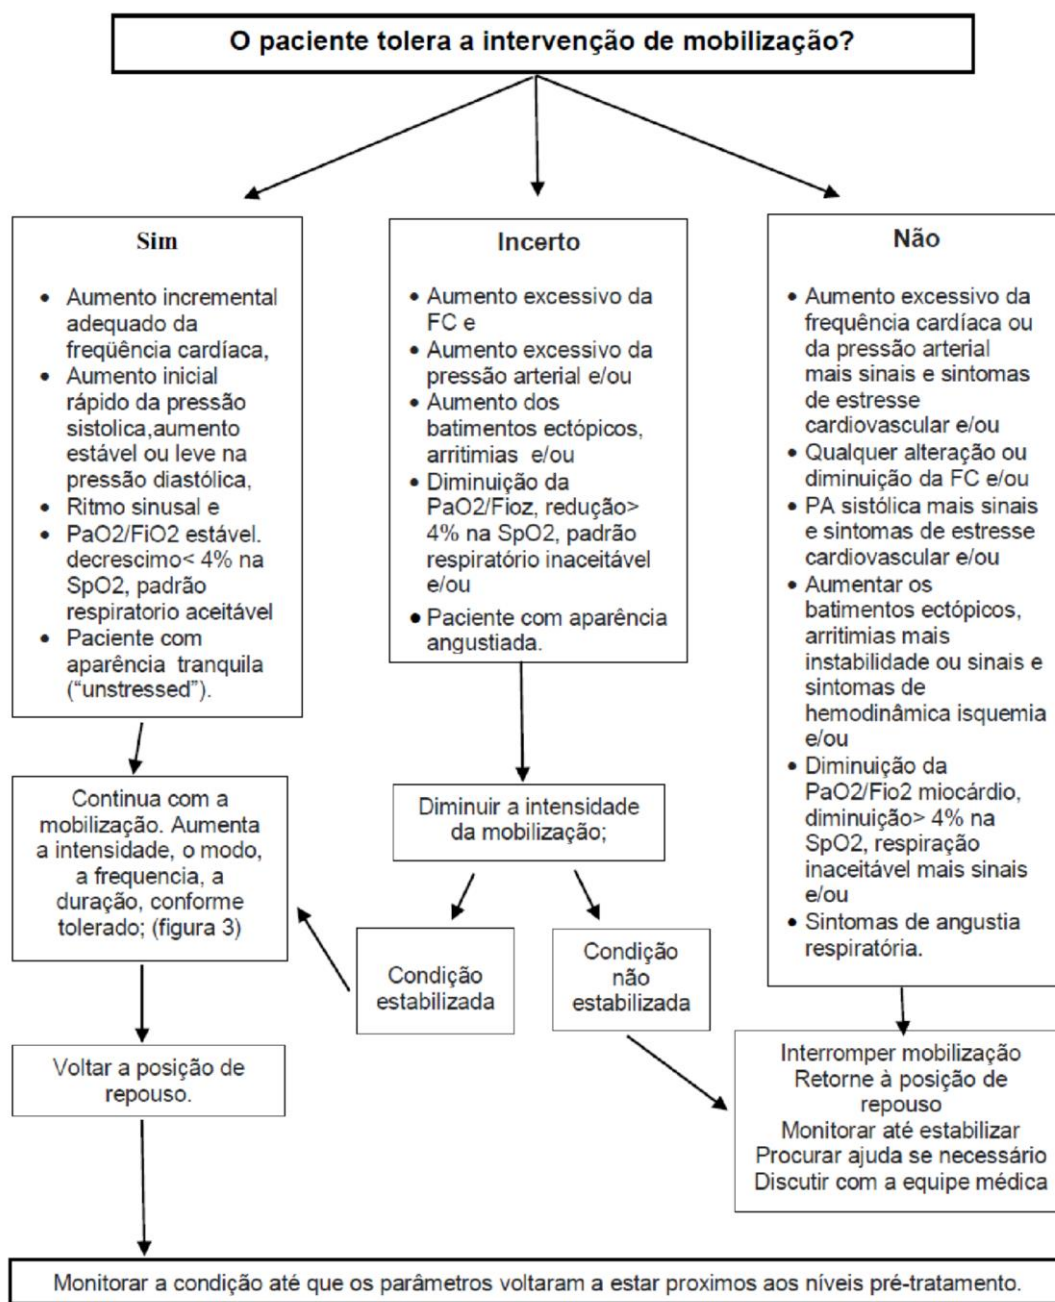 O paciente tolera a intervenção de mobilização?
Sim
• Aumento incremental
adequado da
freqüência cardíaca,
• Aumento inicial
rápido da pressão
sistolica,aumento
estável ou leve na
pressão diastólica,
• Ritmo sinusal e
• PaO2/FiO2 estável.
decrescimo< 4% na
SpO2, padrão
respiratorio aceitável
• Paciente com
aparência tranquila
(“unstressed”).
Incerto
• Aumento excessivo da
FC e
• Aumento excessivo da
pressão arterial e/ou
• Aumento dos
batimentos ectópicos,
arritimias e/ou
• Diminuição da
PaO2/Fioz, redução>
4% na SpO2, padrão
respiratório inaceitável
e/ou
• Paciente com aparência
angustiada.
Não
• Aumento excessivo da
frequência cardíaca ou
da pressão arterial
mais sinais e sintomas
de estresse
cardiovascular e/ou
• Qualquer alteração ou
diminuição da FC e/ou
• PA sistólica mais sinais
e sintomas de estresse
cardiovascular e/ou
• Aumentar os
batimentos ectópicos,
arritimias mais
instabilidade ou sinais e
sintomas de
hemodinâmica isquemia
e/ou
• Diminuição da
PaO2/Fio2 miocárdio,
diminuição> 4% na
SpO2, respiração
inaceitável mais sinais
e/ou
• Sintomas de angustia
respiratória.
Continua com a
mobilização. Aumenta
a intensidade, o modo,
a frequencia, a
duração, conforme
tolerado; (figura 3)
Diminuir a intensidade
da mobilização;
Condição
estabilizada
Condição
não
estabilizada
Voltar a posição de
repouso.
Interromper mobilização
Retorne à posição de
repouso
Monitorar até estabilizar
Procurar ajuda se necessário
Discutir com a equipe médica
Monitorar a condição até que os parâmetros voltaram a estar proximos aos níveis pré-tratamento.